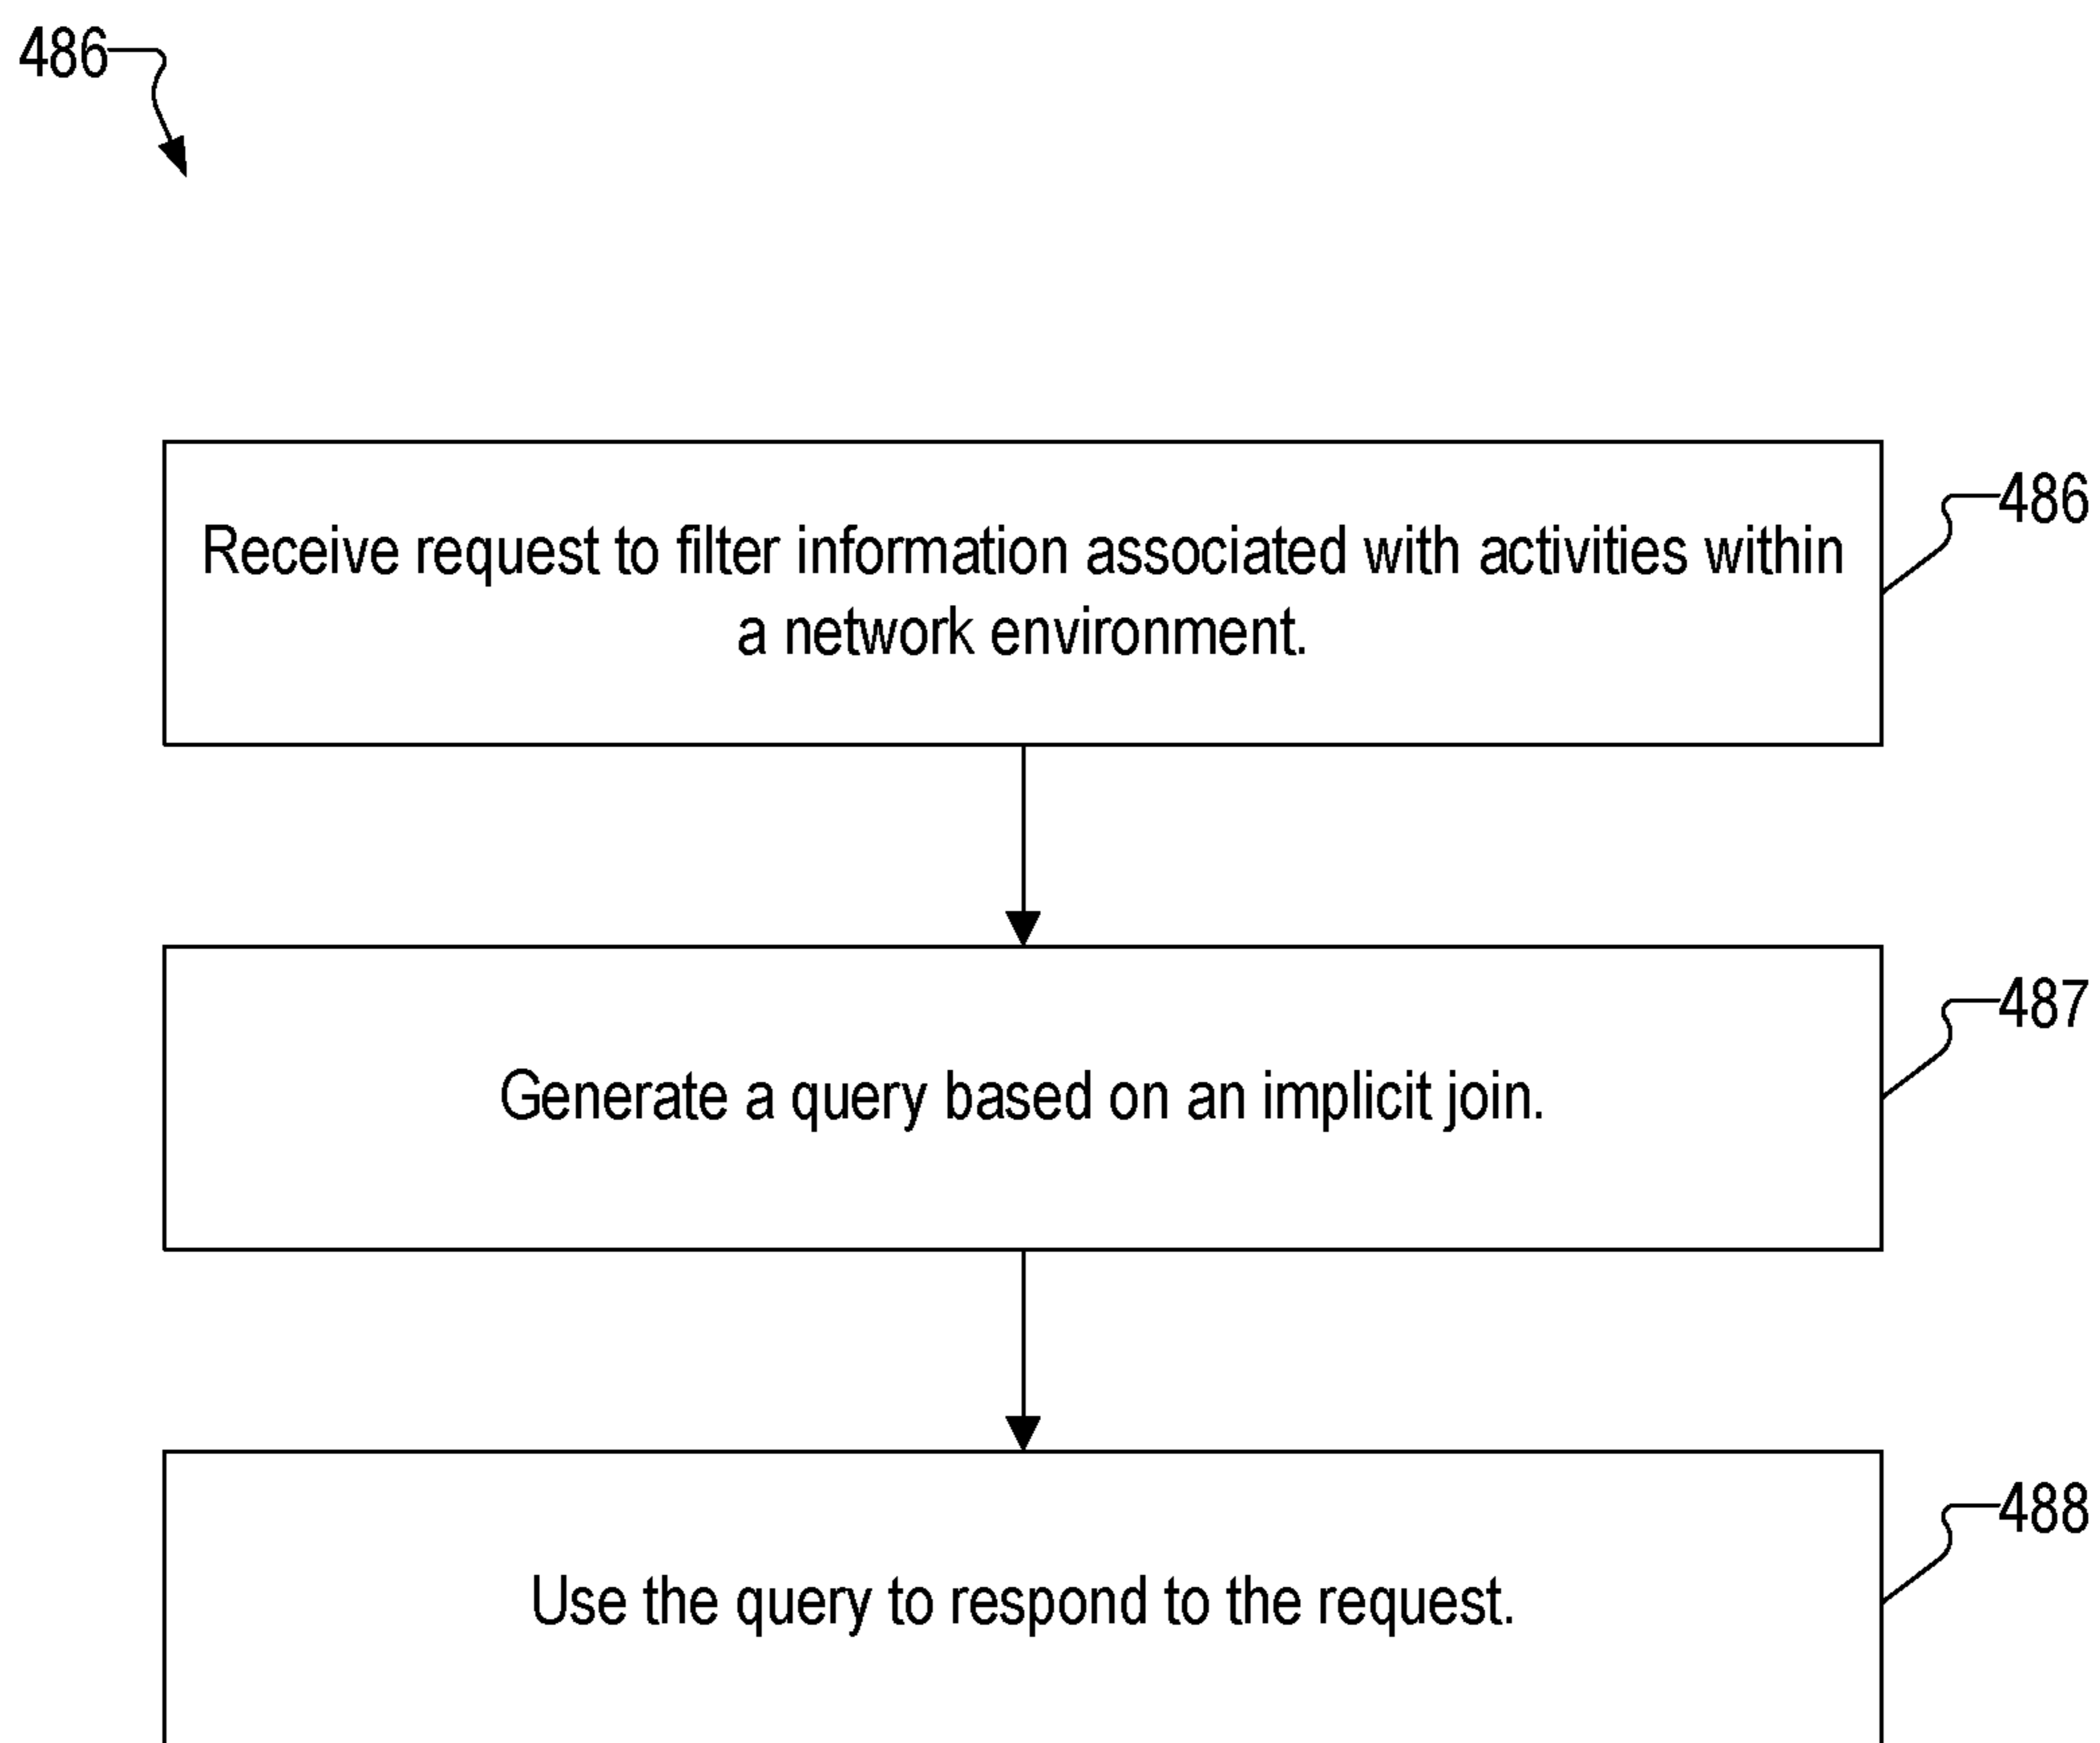 486
486
Receive request to filter information associated with activities within
a network environment.
487
Generate a query based on an implicit join.
488
Use the query to respond to the request.